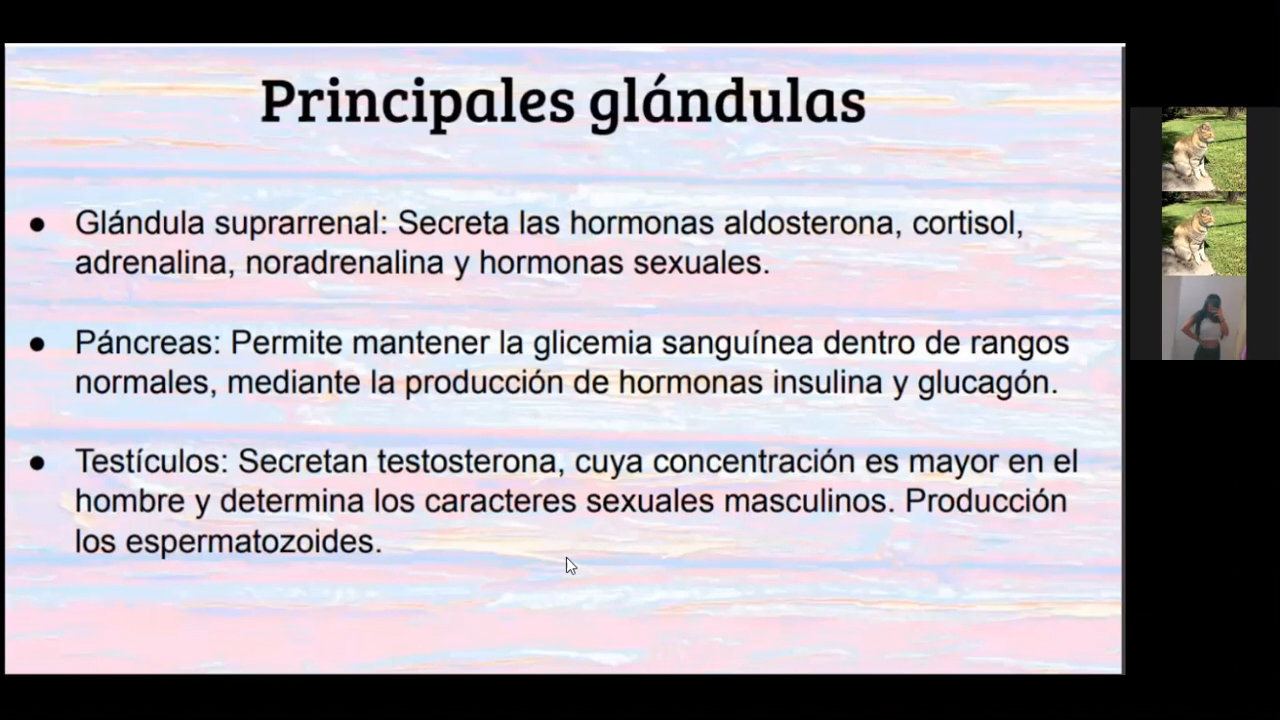 Principales glándulas
● Glándula suprarrenal: Secreta las hormonas aldosterona, cortisol,
adrenalina, noradrenalina y hormonas sexuales.
● Páncreas: Permite mantener la glicemia sanguínea dentro de rangos
normales, mediante la producción de hormonas insulina y glucagón.
● Testículos: Secretan testosterona, cuya concentración es mayor en el
hombre y determina los caracteres sexuales masculinos. Producción
los espermatozoides.